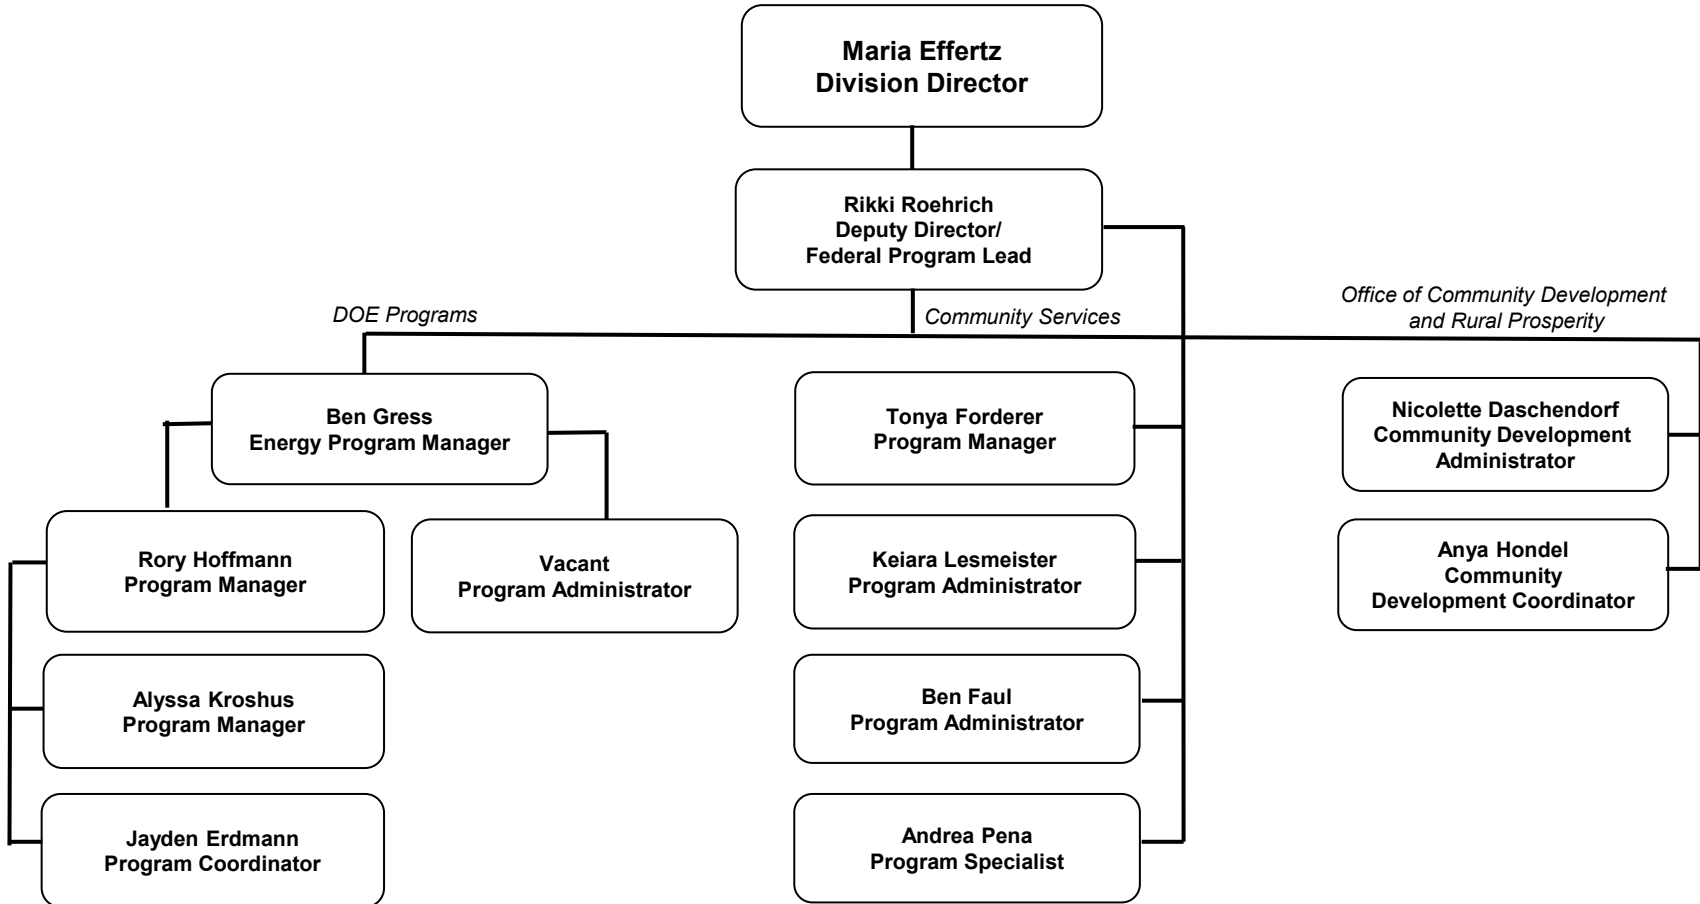 Maria Effertz
Division Director
Rikki Roehrich
Deputy Director/
Federal Program Lead
DOE Programs
Community Services
Office of Community Development
and Rural Prosperity
Ben Gress
Energy Program Manager
Rory Hoffmann
Program Manager
Vacant
Program Administrator
Alyssa Kroshus
Program Manager
Jayden Erdmann
Program Coordinator
Tonya Forderer
Program Manager
Keiara Lesmeister
Program Administrator
Ben Faul
Program Administrator
Andrea Pena
Program Specialist
Nicolette Daschendorf
Community Development
Administrator
Anya Hondel
Community
Development Coordinator